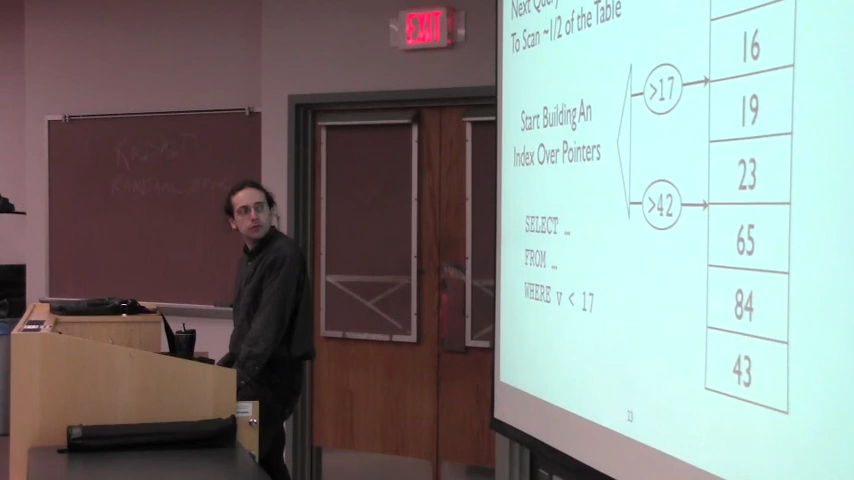 EXIT
Next Query
To Scan ~1/2 of the Table
Start Building An
Index Over Pointers
SELECT …
FROM …
WHERE v < 17
>17
>42
16
19
23
65
84
43